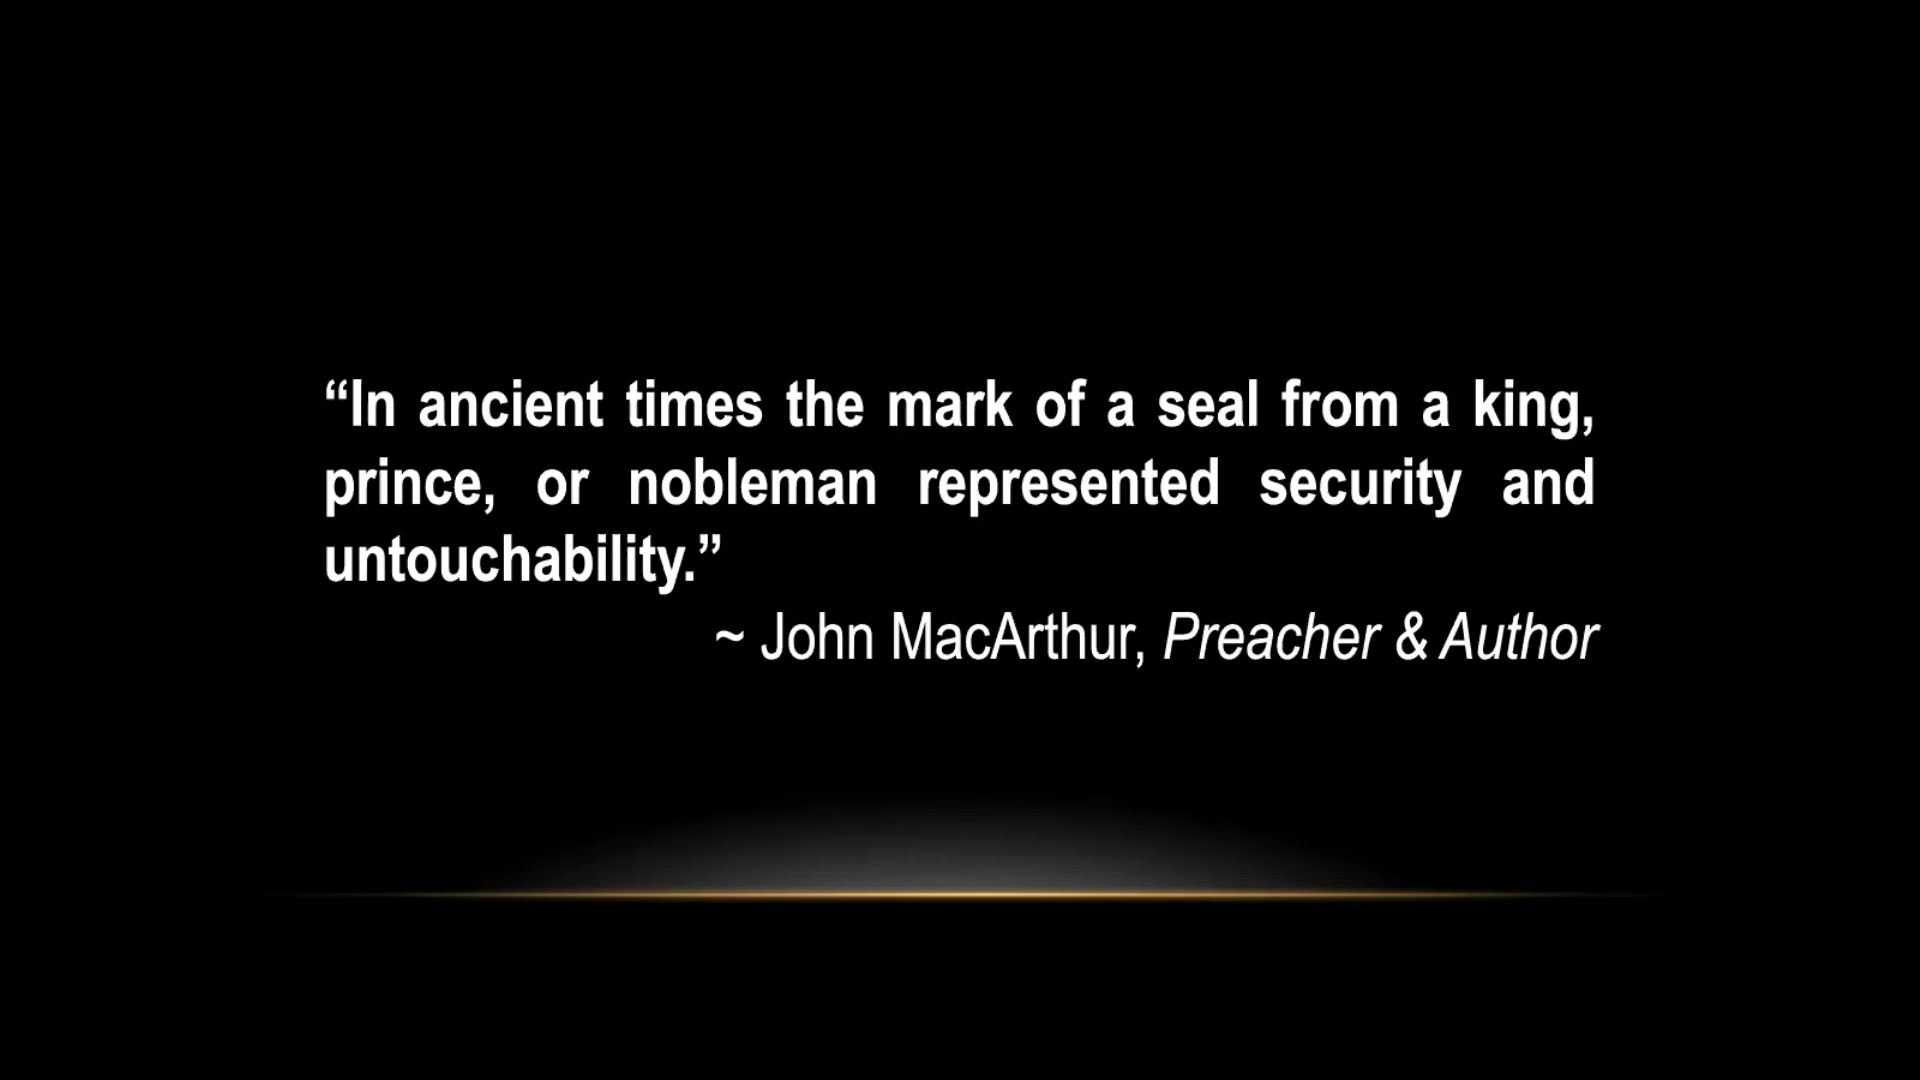 “In ancient times the mark of a seal from a king,
prince, or nobleman represented security and
untouchability.”
~ John MacArthur, Preacher & Author